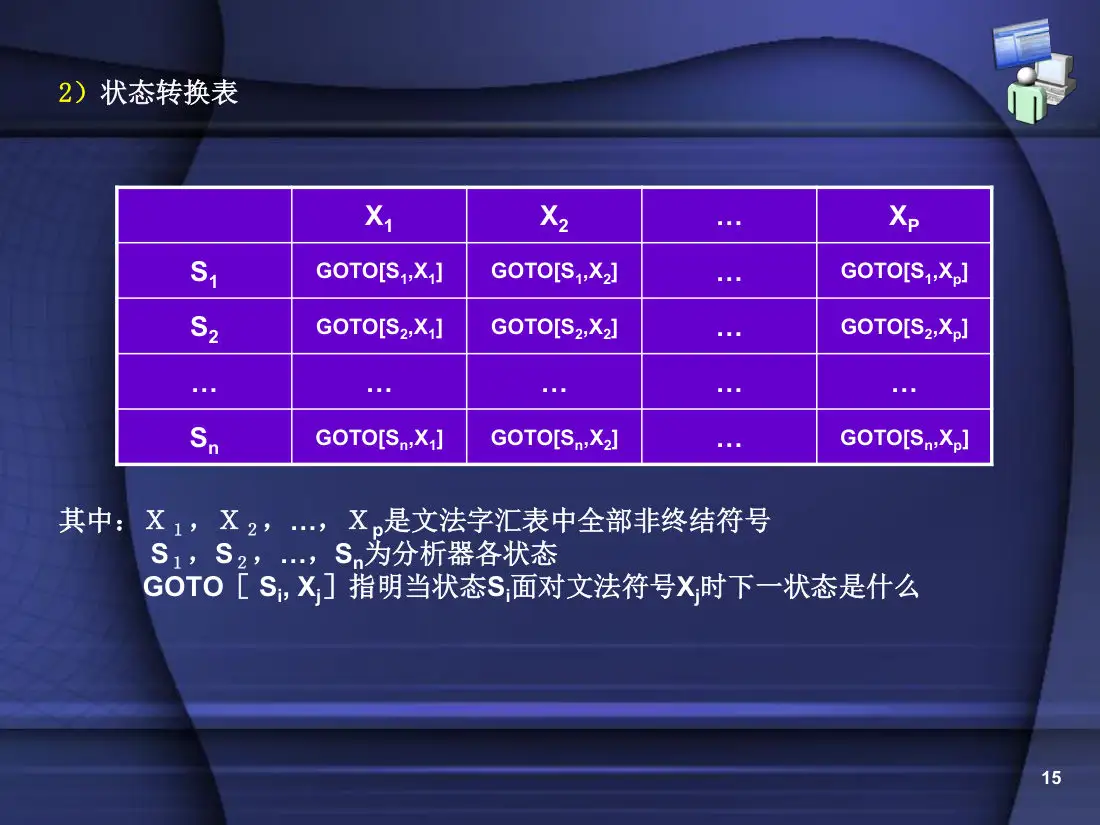 2）状态转换表
X1 X2 … XP
S1 GOTO[S1,X1] GOTO[S1,X2] … GOTO[S1,Xp]
S2 GOTO[S2,X1] GOTO[S2,X2] … GOTO[S2,Xp]
… … … … …
Sn GOTO[Sn,X1] GOTO[Sn,X2] … GOTO[Sn,Xp]
其中：Ｘ１，Ｘ２，…，Ｘp是文法字汇表中全部非终结符号
S１，S２，…，Sn为分析器各状态
GOTO［ Si, Xj］指明当状态Si面对文法符号Xj时下一状态是什么
15